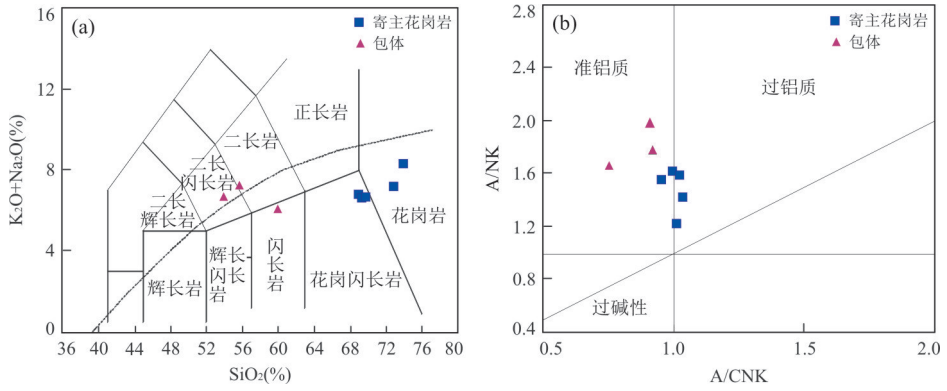 (a)
寄主花岗岩
包体
16
12
8
4
0
K₂O+Na₂O(%)
正长岩
二长岩
二长
闪长岩
二长
辉长岩
辉长岩
辉长-
闪长
岩
闪
长
岩
花岗闪长岩
花岗岩
36 40 44 48 52 56 60 64 68 72 76 80
SiO₂(%)
(b)
寄主花岗岩
包体
2.8
2.4
2.0
1.6
1.2
0.8
0.4
A/NK
准铝质
过铝质
过碱性
0.5 1.0 1.5 2.0
A/CNK